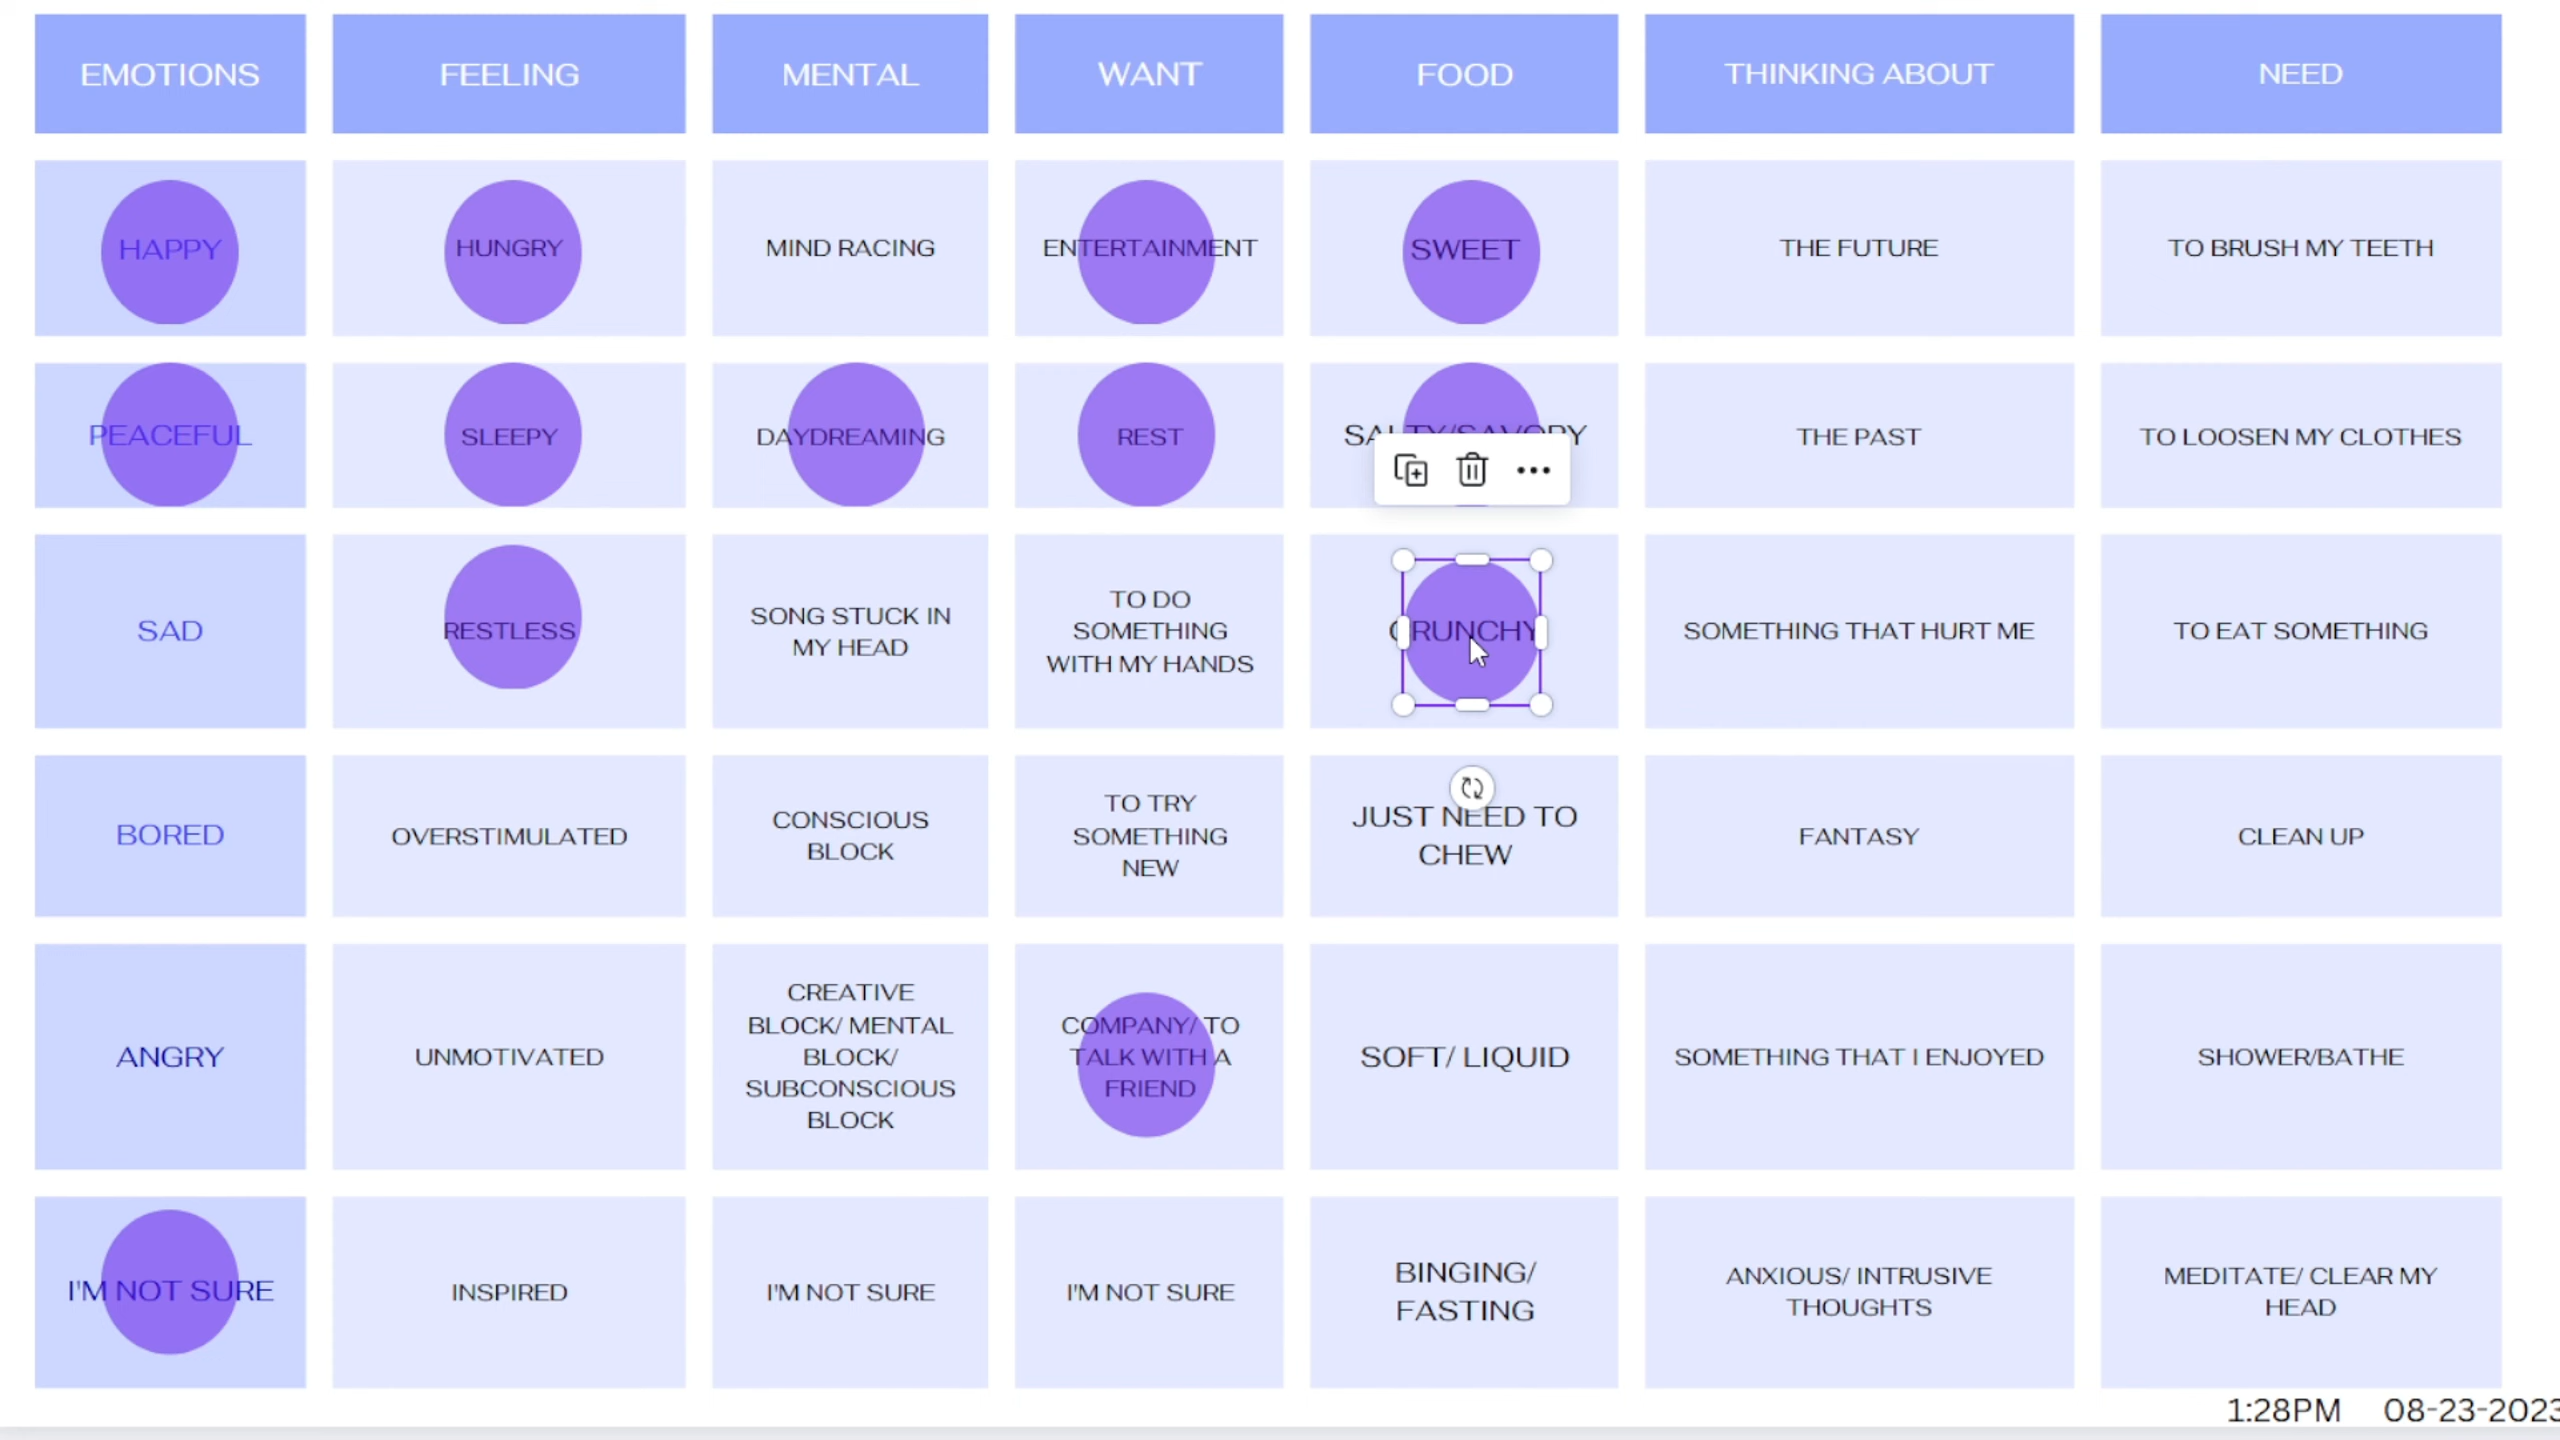 EMOTIONS FEELING MENTAL WANT FOOD THINKING ABOUT NEED
HAPPY HUNGRY MIND RACING ENTERTAINMENT SWEET THE FUTURE TO BRUSH MY TEETH
PEACEFUL SLEEPY DAYDREAMING REST SALTY/SAVORY THE PAST TO LOOSEN MY CLOTHES
SAD
RESTLESS
SONG STUCK IN
MY HEAD
TO DO
SOMETHING
WITH MY HANDS
CRUNCHY
SOMETHING THAT HURT ME
TO EAT SOMETHING
BORED
OVERSTIMULATED
CONSCIOUS
BLOCK
TO TRY
SOMETHING
NEW
JUST NEED TO
CHEW
FANTASY
CLEAN UP
ANGRY
UNMOTIVATED
CREATIVE
BLOCK/ MENTAL
BLOCK/
SUBCONSCIOUS
BLOCK
COMPANY/ TO
TALK WITH A
FRIEND
SOFT/ LIQUID
SOMETHING THAT I ENJOYED
SHOWER/BATHE
I'M NOT SURE
INSPIRED
I'M NOT SURE
I'M NOT SURE
BINGING/
FASTING
ANXIOUS/ INTRUSIVE
THOUGHTS
MEDITATE/ CLEAR MY
HEAD
1:28PM 08-23-2023